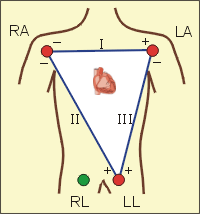 RA LA
− I +
− −
II III
+ +
RL LL